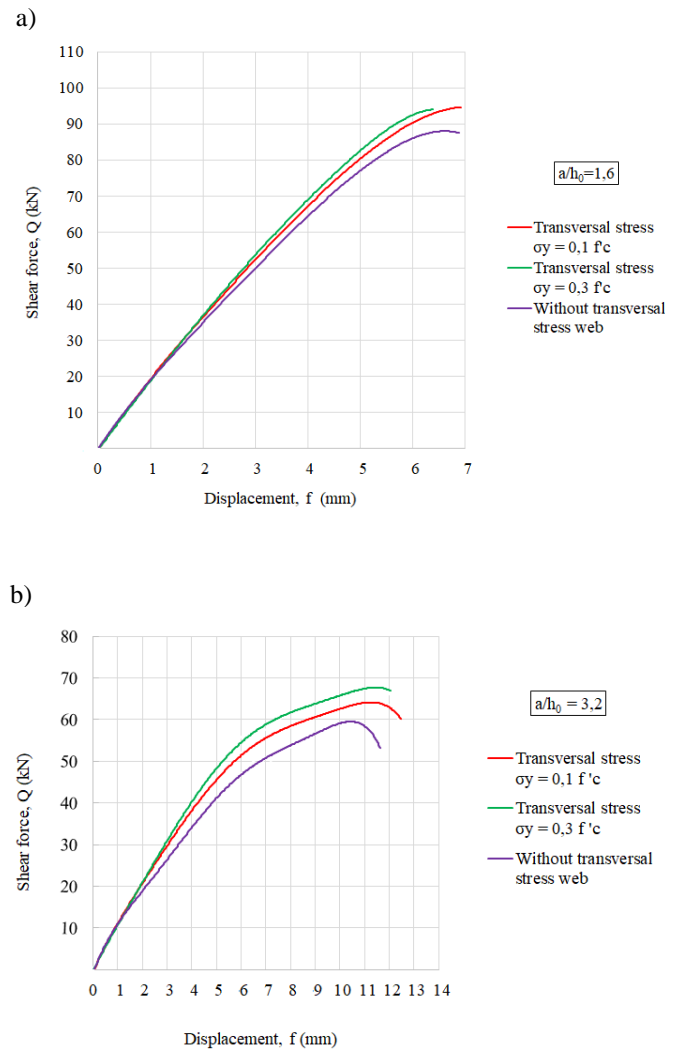 a)
110
100
90
80
70
60
50
40
30
20
10
0 1 2 3 4 5 6 7
Shear force, Q (kN)
Displacement, f (mm)
a/h0=1,6
Transversal stress
σy = 0,1 f'c
Transversal stress
σy = 0,3 f'c
Without transversal
stress web
b)
80
70
60
50
40
30
20
10
0 1 2 3 4 5 6 7 8 9 10 11 12 13 14
Shear force, Q (kN)
Displacement, f (mm)
a/h0 = 3,2
Transversal stress
σy = 0,1 f 'c
Transversal stress
σy = 0,3 f 'c
Without transversal
stress web